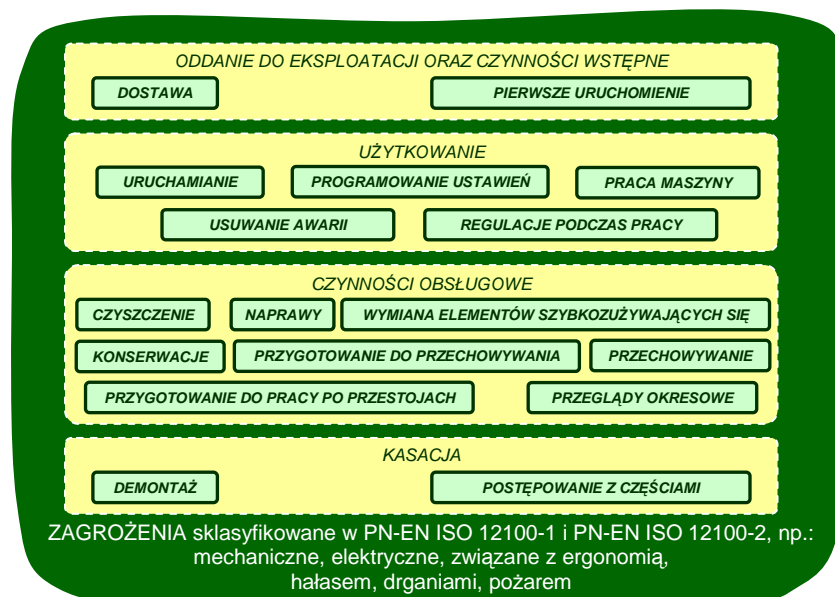 ODDANIE DO EKSPLOATACJI ORAZ CZYNNOŚCI WSTĘPNE
DOSTAWA
PIERWSZE URUCHOMIENIE
UŻYTKOWANIE
URUCHAMIANIE
PROGRAMOWANIE USTAWIEŃ
PRACA MASZYNY
USUWANIE AWARII
REGULACJE PODCZAS PRACY
CZYNNOŚCI OBSŁUGOWE
CZYSZCZENIE
NAPRAWY
WYMIANA ELEMENTÓW SZYBKOZUŻYWAJĄCYCH SIĘ
KONSERWACJE
PRZYGOTOWANIE DO PRZECHOWYWANIA
PRZECHOWYWANIE
PRZYGOTOWANIE DO PRACY PO PRZESTOJACH
PRZEGLĄDY OKRESOWE
KASACJA
DEMONTAŻ
POSTĘPOWANIE Z CZĘŚCIAMI
ZAGROŻENIA sklasyfikowane w PN-EN ISO 12100-1 i PN-EN ISO 12100-2, np.:
mechaniczne, elektryczne, związane z ergonomią,
hałasem, drganiami, pożarem